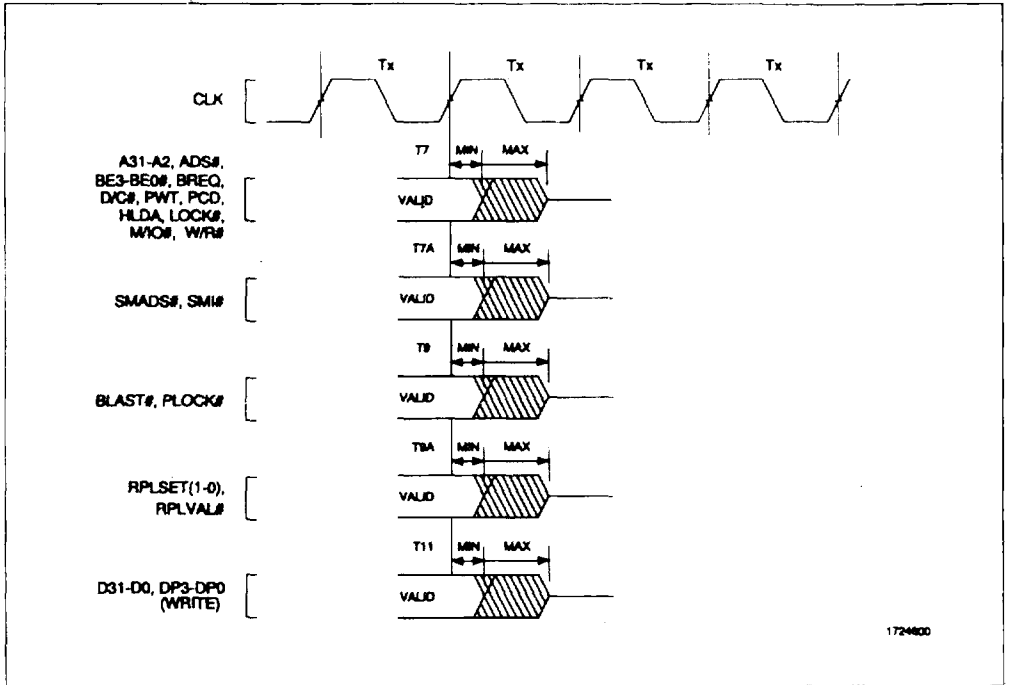 Tx Tx Tx Tx
CLK
T7 MIN MAX
A31-A2, ADS#,
BE3-BE0#, BREQ,
D/C#, PWT, PCD,
HLDA, LOCK#,
M/IO#, W/R#
VALID
T7A MIN MAX
SMADS#, SMI#
VALID
T9 MIN MAX
BLAST#, PLOCK#
VALID
T9A MIN MAX
RPLSET(1-0),
RPLVAL#
VALID
T11 MIN MAX
D31-D0, DP3-DP0
(WRITE)
VALID
1724600